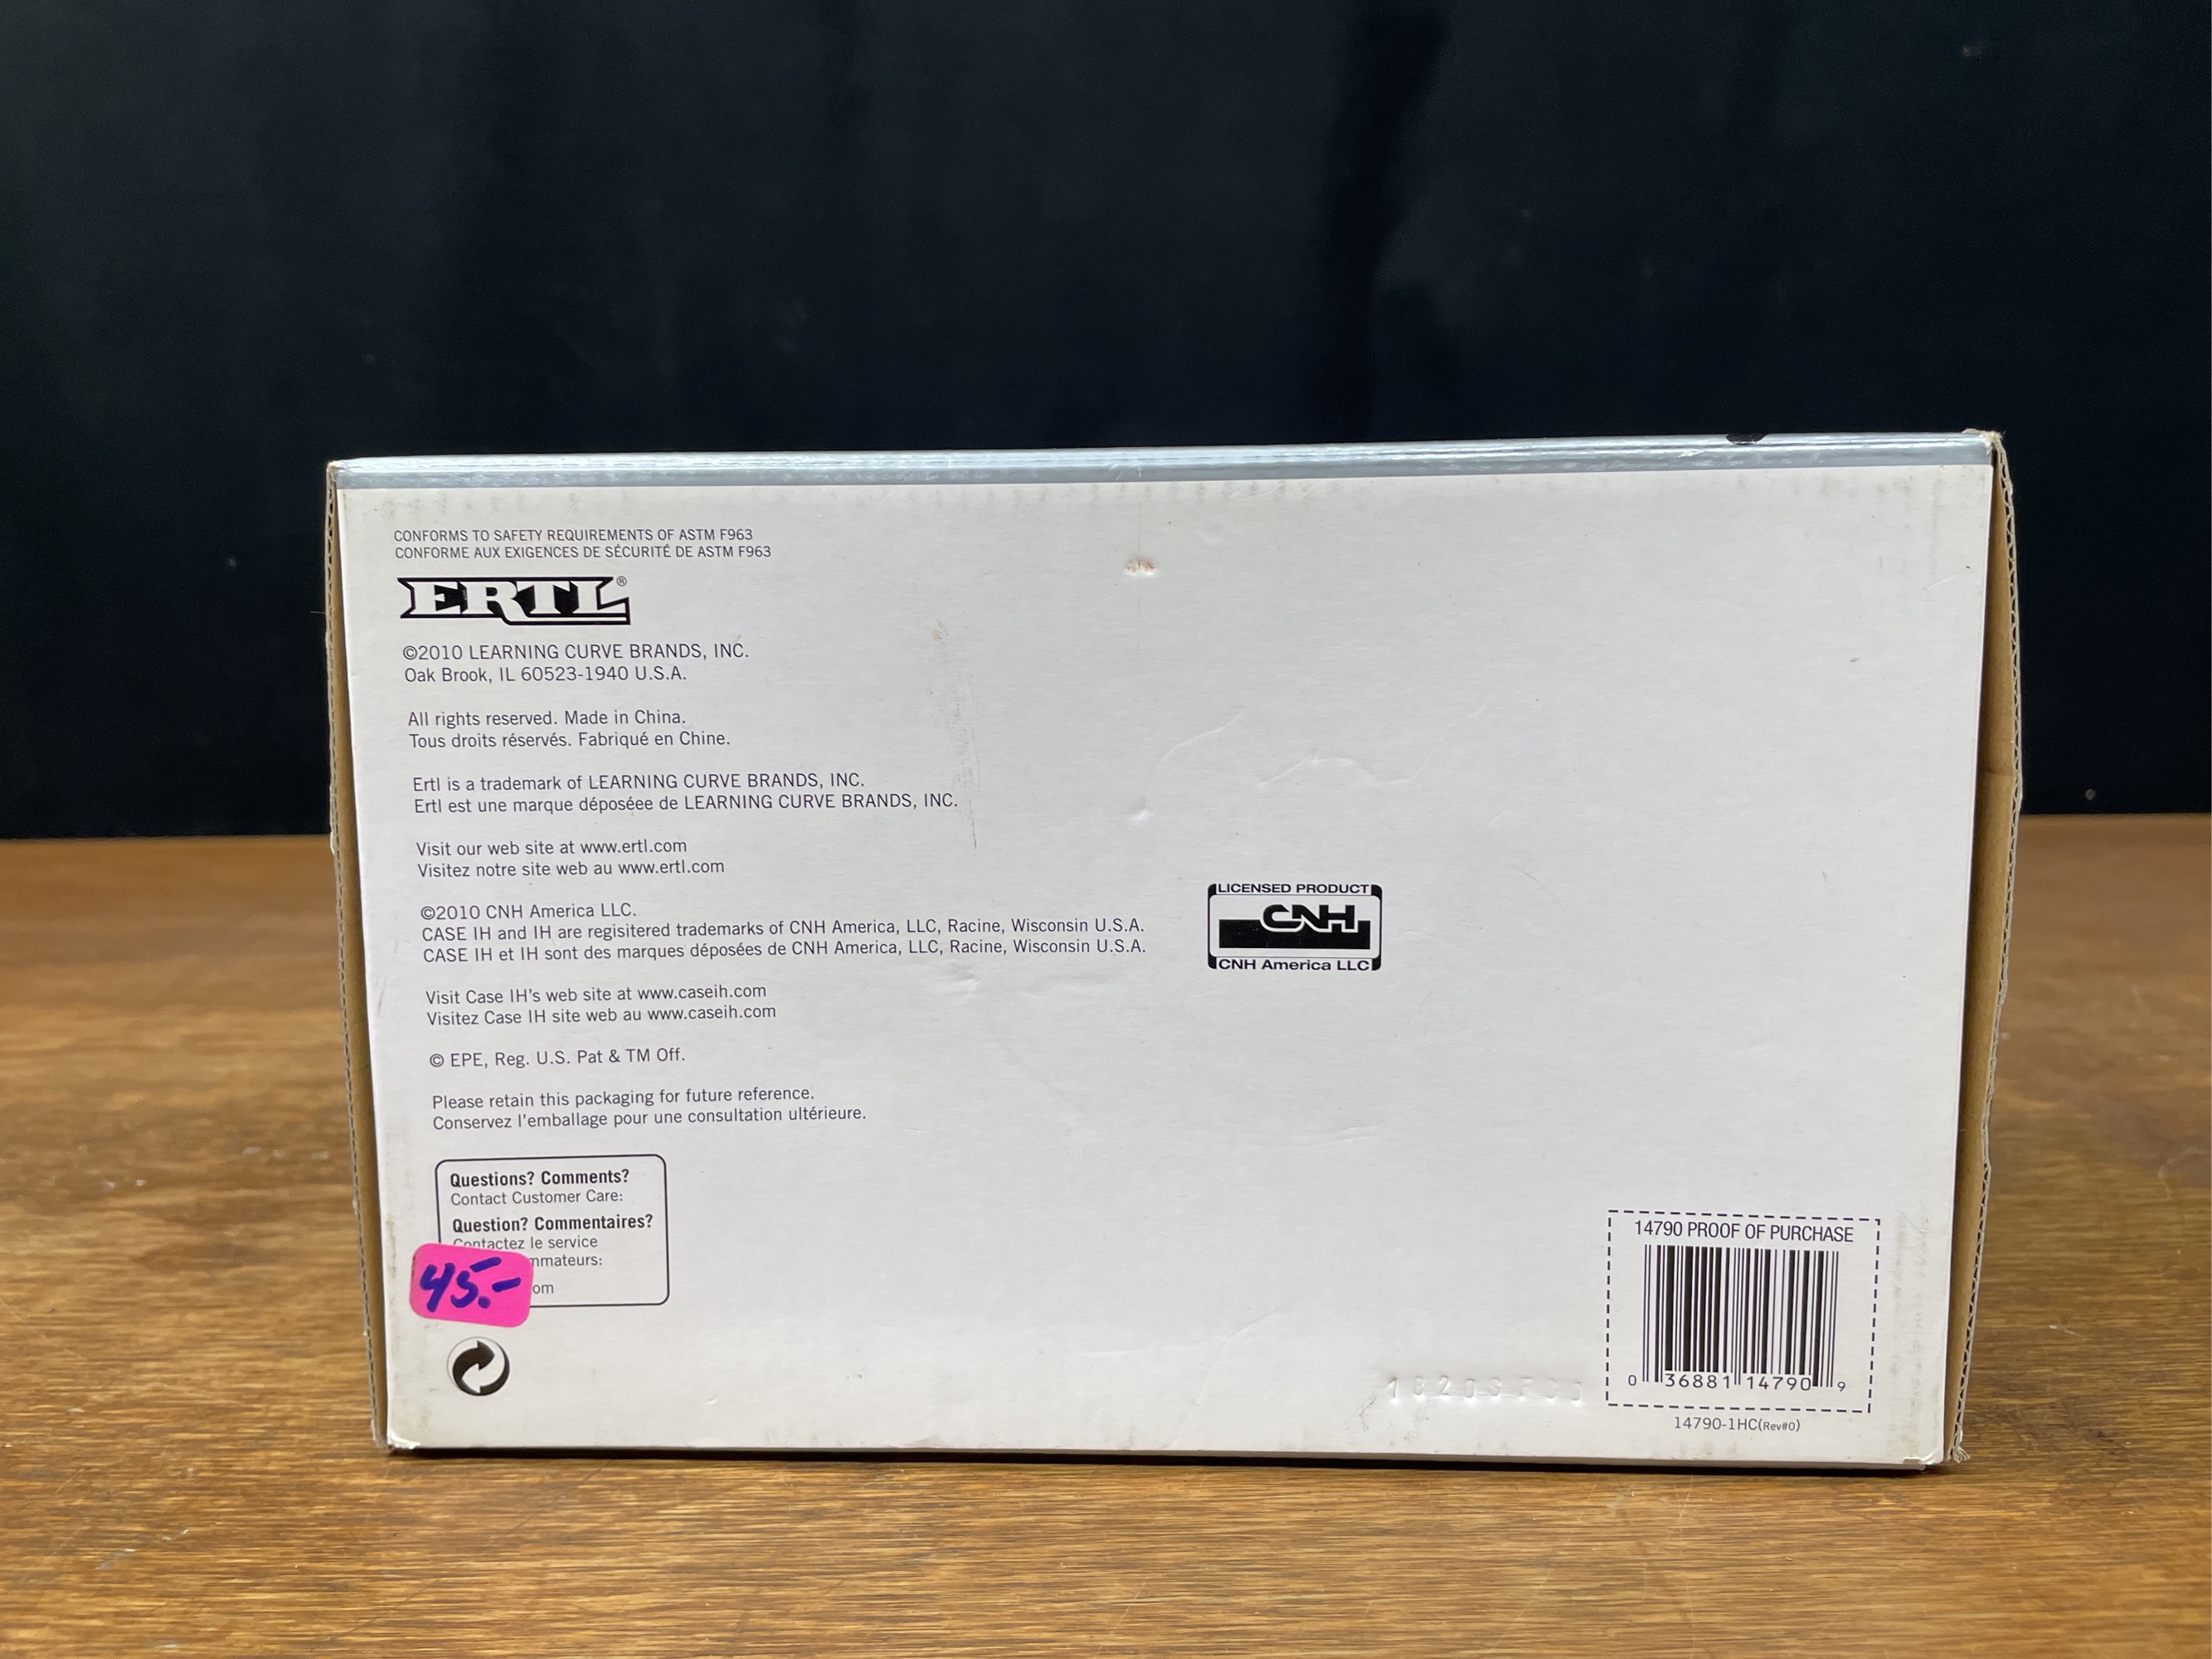 CONFORMS TO SAFETY REQUIREMENTS OF ASTM F963
CONFORME AUX EXIGENCES DE SÉCURITÉ DE ASTM F963
ERTL®
©2010 LEARNING CURVE BRANDS, INC.
Oak Brook, IL 60523-1940 U.S.A.
All rights reserved. Made in China.
Tous droits réservés. Fabriqué en Chine.
Ertl is a trademark of LEARNING CURVE BRANDS, INC.
Ertl est une marque déposéee de LEARNING CURVE BRANDS, INC.
Visit our web site at www.ertl.com
Visitez notre site web au www.ertl.com
©2010 CNH America LLC.
CASE IH and IH are regisitered trademarks of CNH America, LLC, Racine, Wisconsin U.S.A.
CASE IH et IH sont des marques déposées de CNH America, LLC, Racine, Wisconsin U.S.A.
LICENSED PRODUCT
CNH
CNH America LLC
Visit Case IH's web site at www.caseih.com
Visitez Case IH site web au www.caseih.com
© EPE, Reg. U.S. Pat & TM Off.
Please retain this packaging for future reference.
Conservez l'emballage pour une consultation ultérieure.
Questions? Comments?
Contact Customer Care:
Question? Commentaires?
Contactez le service
mmateurs:
om
45.-
14790 PROOF OF PURCHASE
0 36881 14790 9
14790-1HC(Rev#0)